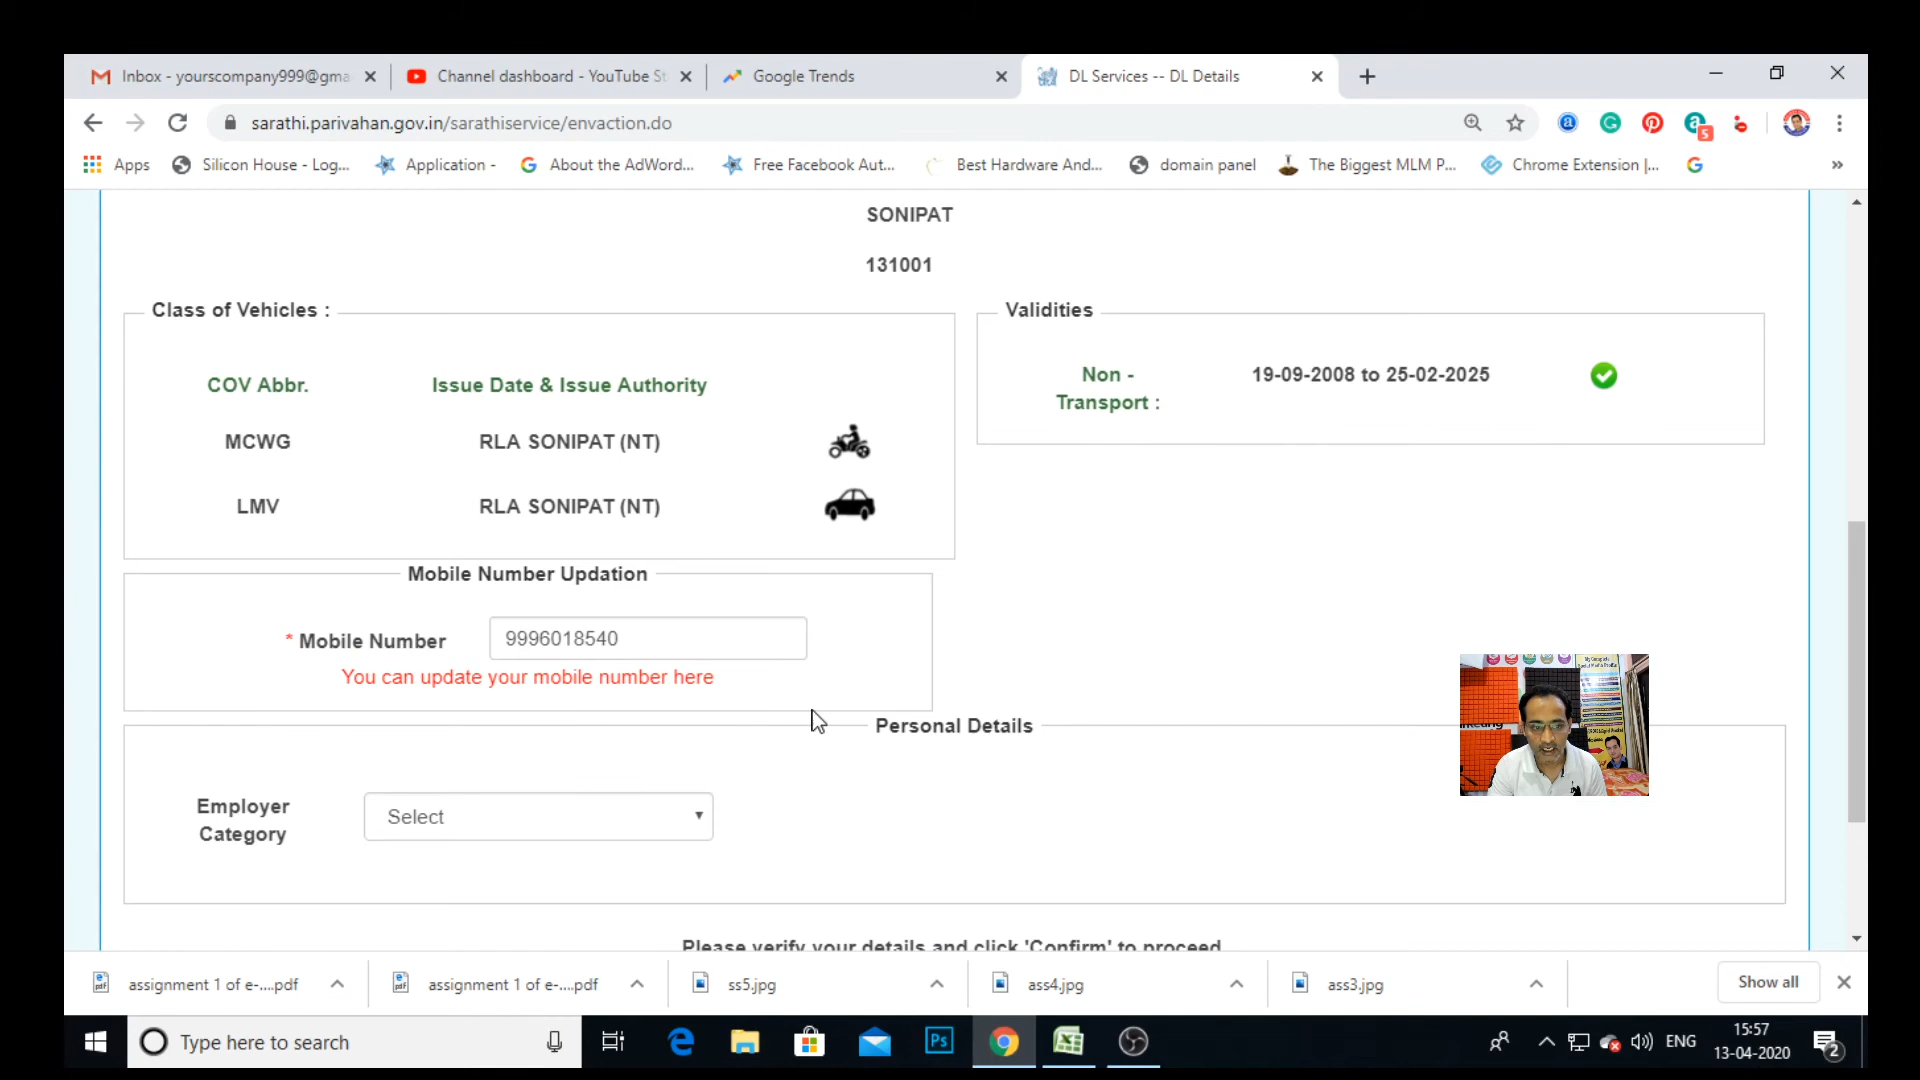 Inbox - yourscompany999@gma
Channel dashboard - YouTube St
Google Trends
DL Services -- DL Details
sarathi.parivahan.gov.in/sarathiservice/envaction.do
Apps
Silicon House - Log...
Application -
About the AdWord...
Free Facebook Aut...
Best Hardware And...
domain panel
The Biggest MLM P...
Chrome Extension |...
SONIPAT
131001
Class of Vehicles :
COV Abbr. Issue Date & Issue Authority
MCWG RLA SONIPAT (NT)
LMV RLA SONIPAT (NT)
Validities
Non - Transport : 19-09-2008 to 25-02-2025
Mobile Number Updation
* Mobile Number 9996018540
You can update your mobile number here
Personal Details
Employer Category Select
Please verify your details and click 'Confirm' to proceed
assignment 1 of e-....pdf
assignment 1 of e-....pdf
ss5.jpg
ass4.jpg
ass3.jpg
Show all
Type here to search
Ps
ENG
15:57
13-04-2020
2